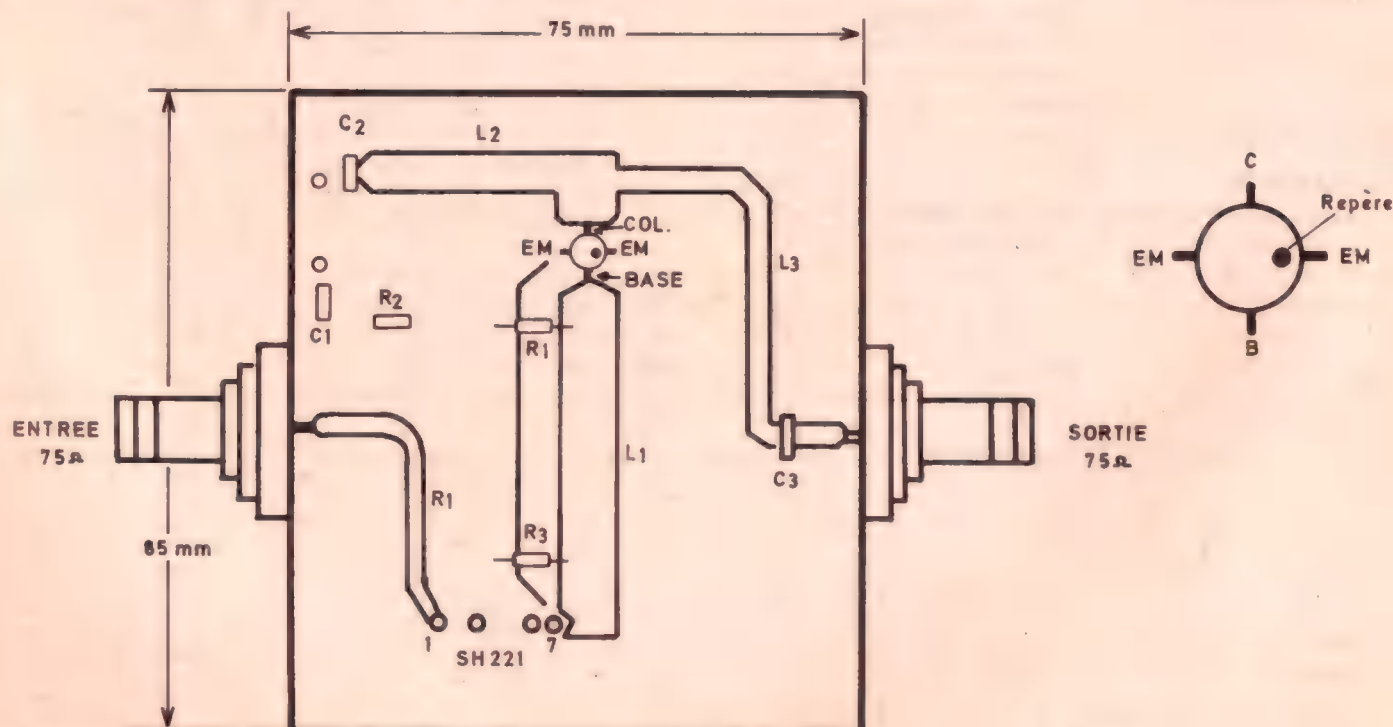 75 mm
C2
L2
C
Repère
COL.
EM
EM
EM
EM
BASE
L3
B
C1
R2
R1
ENTREE
75Ω
SORTIE
75Ω
L1
C3
R1
85 mm
R3
1
7
SH 221